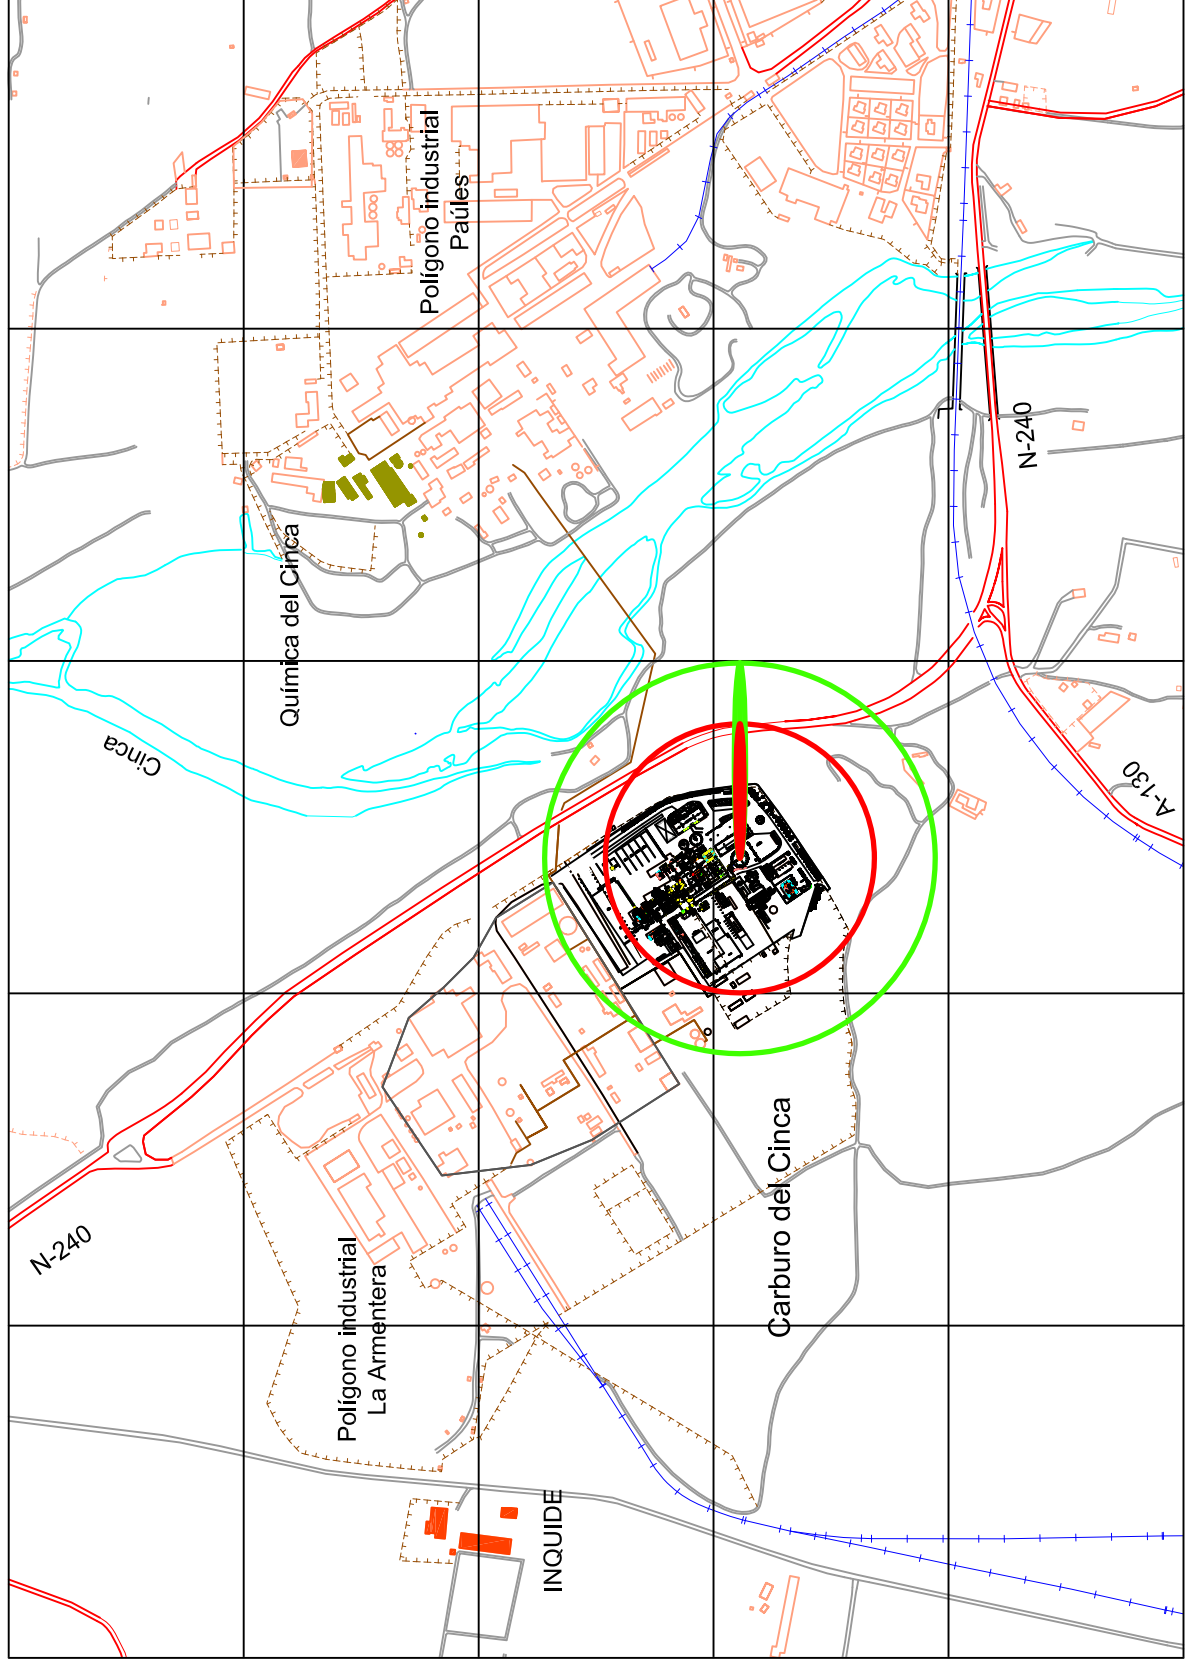 Polígono industrial
Paúles
N-240
Química del Cinca
Cinca
A-130
Carburo del Cinca
N-240
Polígono industrial
La Armentera
INQUIDE